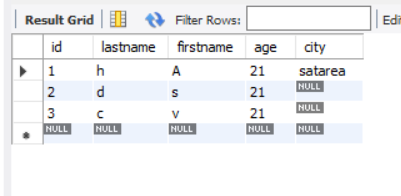 Result Grid Filter Rows: Edi
id lastname firstname age city
1 h A 21 satarea
2 d s 21 NULL
3 c v 21 NULL
NULL NULL NULL NULL NULL